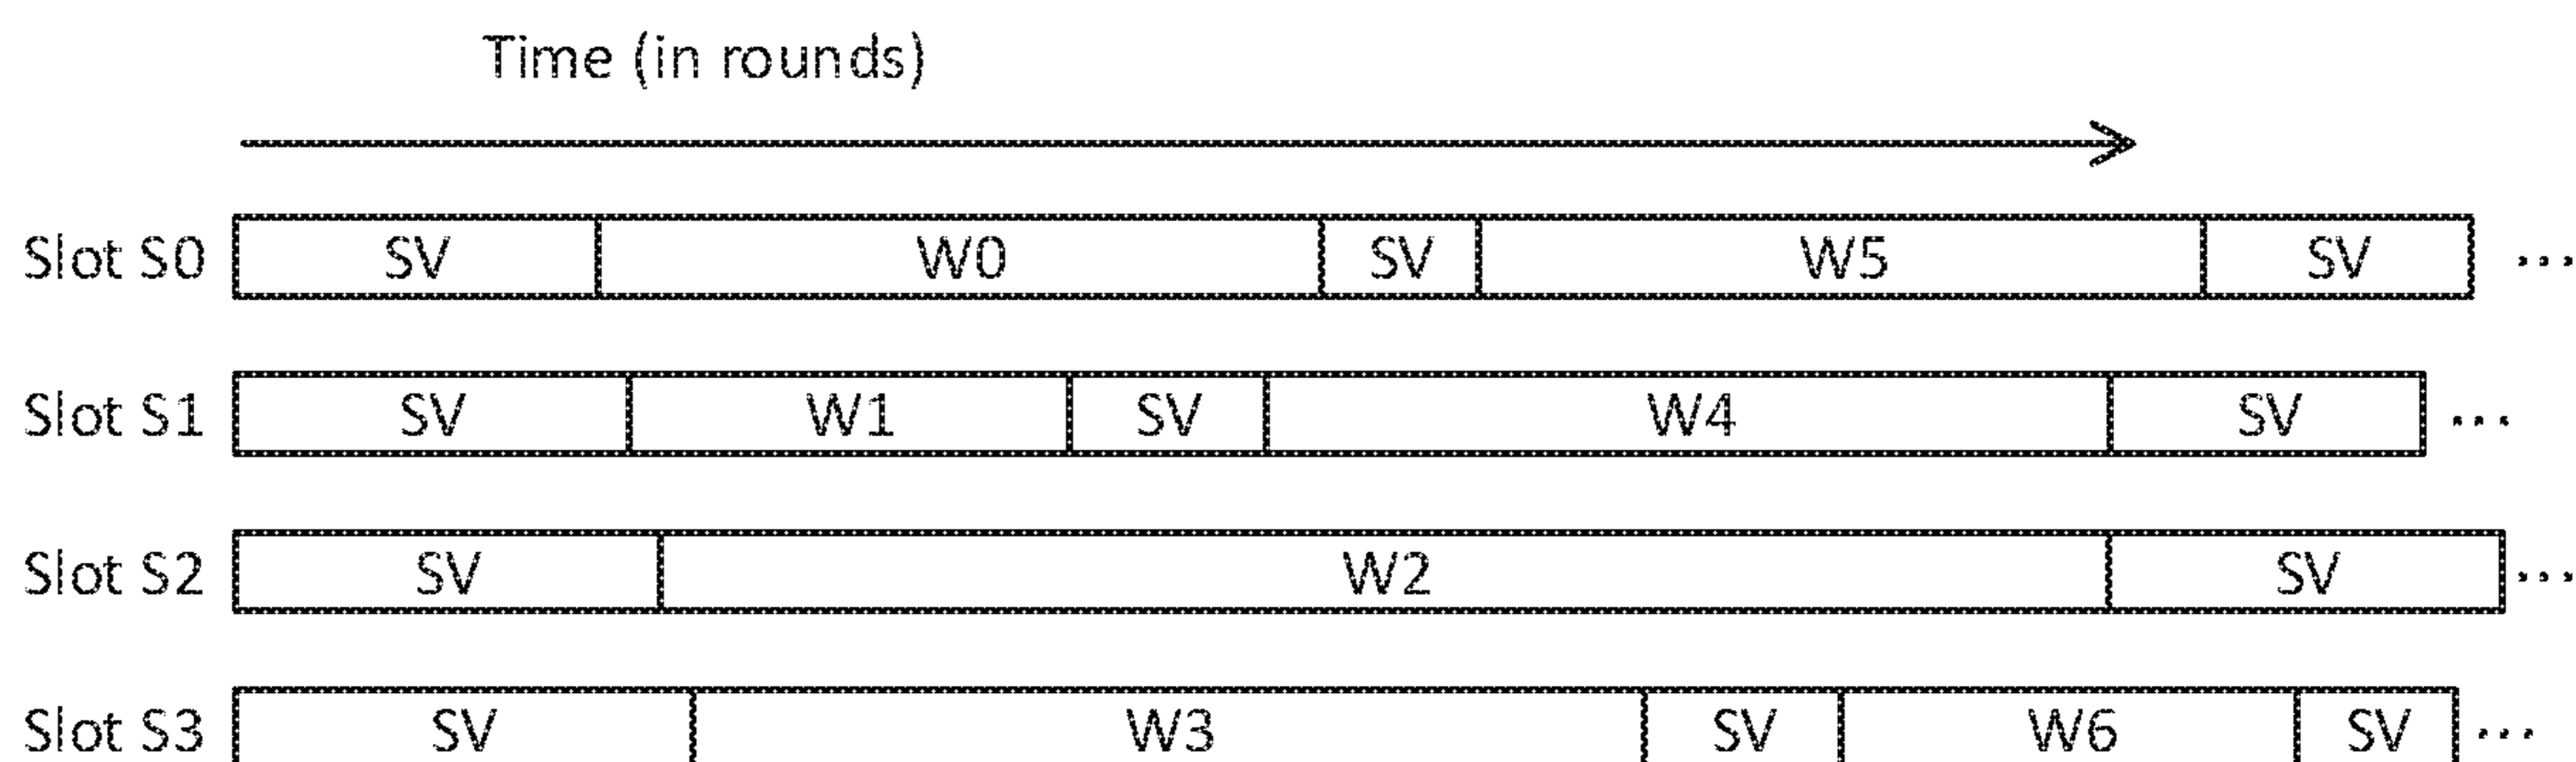 Time (in rounds)
Slot S0 SV W0 SV W5 SV ...
Slot S1 SV W1 SV W4 SV ...
Slot S2 SV W2 SV ...
Slot S3 SV W3 SV W6 SV ...